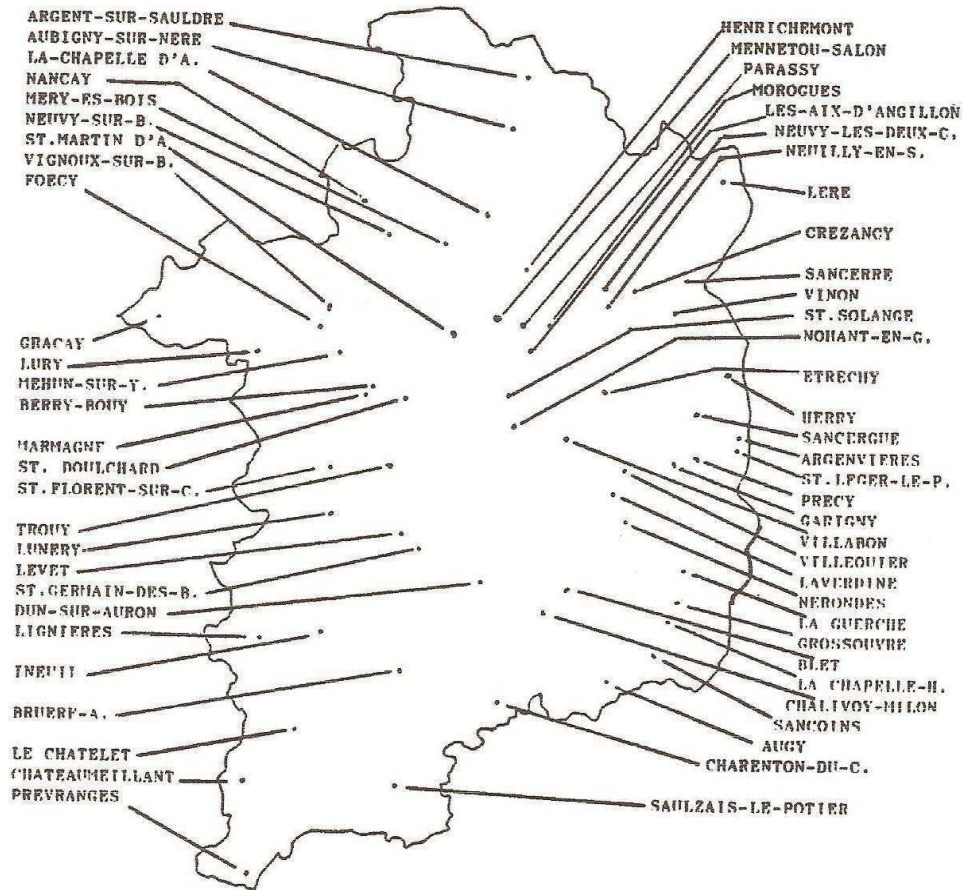 ARGENT-SUR-SAULDRE
AUBIGNY-SUR-NERE
LA-CHAPELLE D'A.
NANCAY
MERY-ES-BOIS
NEUVY-SUR-B.
ST.MARTIN D'A
VIGNOUX-SUR-B.
FOECY
GRACAY
LURY
MEHUN-SUR-Y.
BERRY-BOUY
MARMAGNE
ST. DOULCHARD
ST.FLORENT-SUR-C.
TROUY
LUNERY
LEVET
ST.GERMAIN-DES-B.
DUN-SUR-AURON
LIGNIERES
INEUIL
BRUERE-A.
LE CHATELET
CHATEAUMEILLANT
PREVRANGES
HENRICHEMONT
MENNETOU-SALON
PARASSY
MOROGUES
LES-AIX-D'ANGILLON
NEUVY-LES-DEUX-C.
NEUILLY-EN-S.
LERE
CREZANCY
SANCERRE
VINON
ST.SOLANGE
NOHANT-EN-G.
ETRECHY
HERRY
SANCERGUE
ARGENVIERES
ST.LEGER-LE-P.
PRECY
GARIGNY
VILLABON
VILLEQUIER
LAVERDINE
NERONDES
LA GUERCHE
GROSSOUVRE
BLET
LA CHAPELLE-H.
CHALIVOY-MILON
SANCOINS
AUGY
CHARENTON-DU-C.
SAULZAIS-LE-POTIER